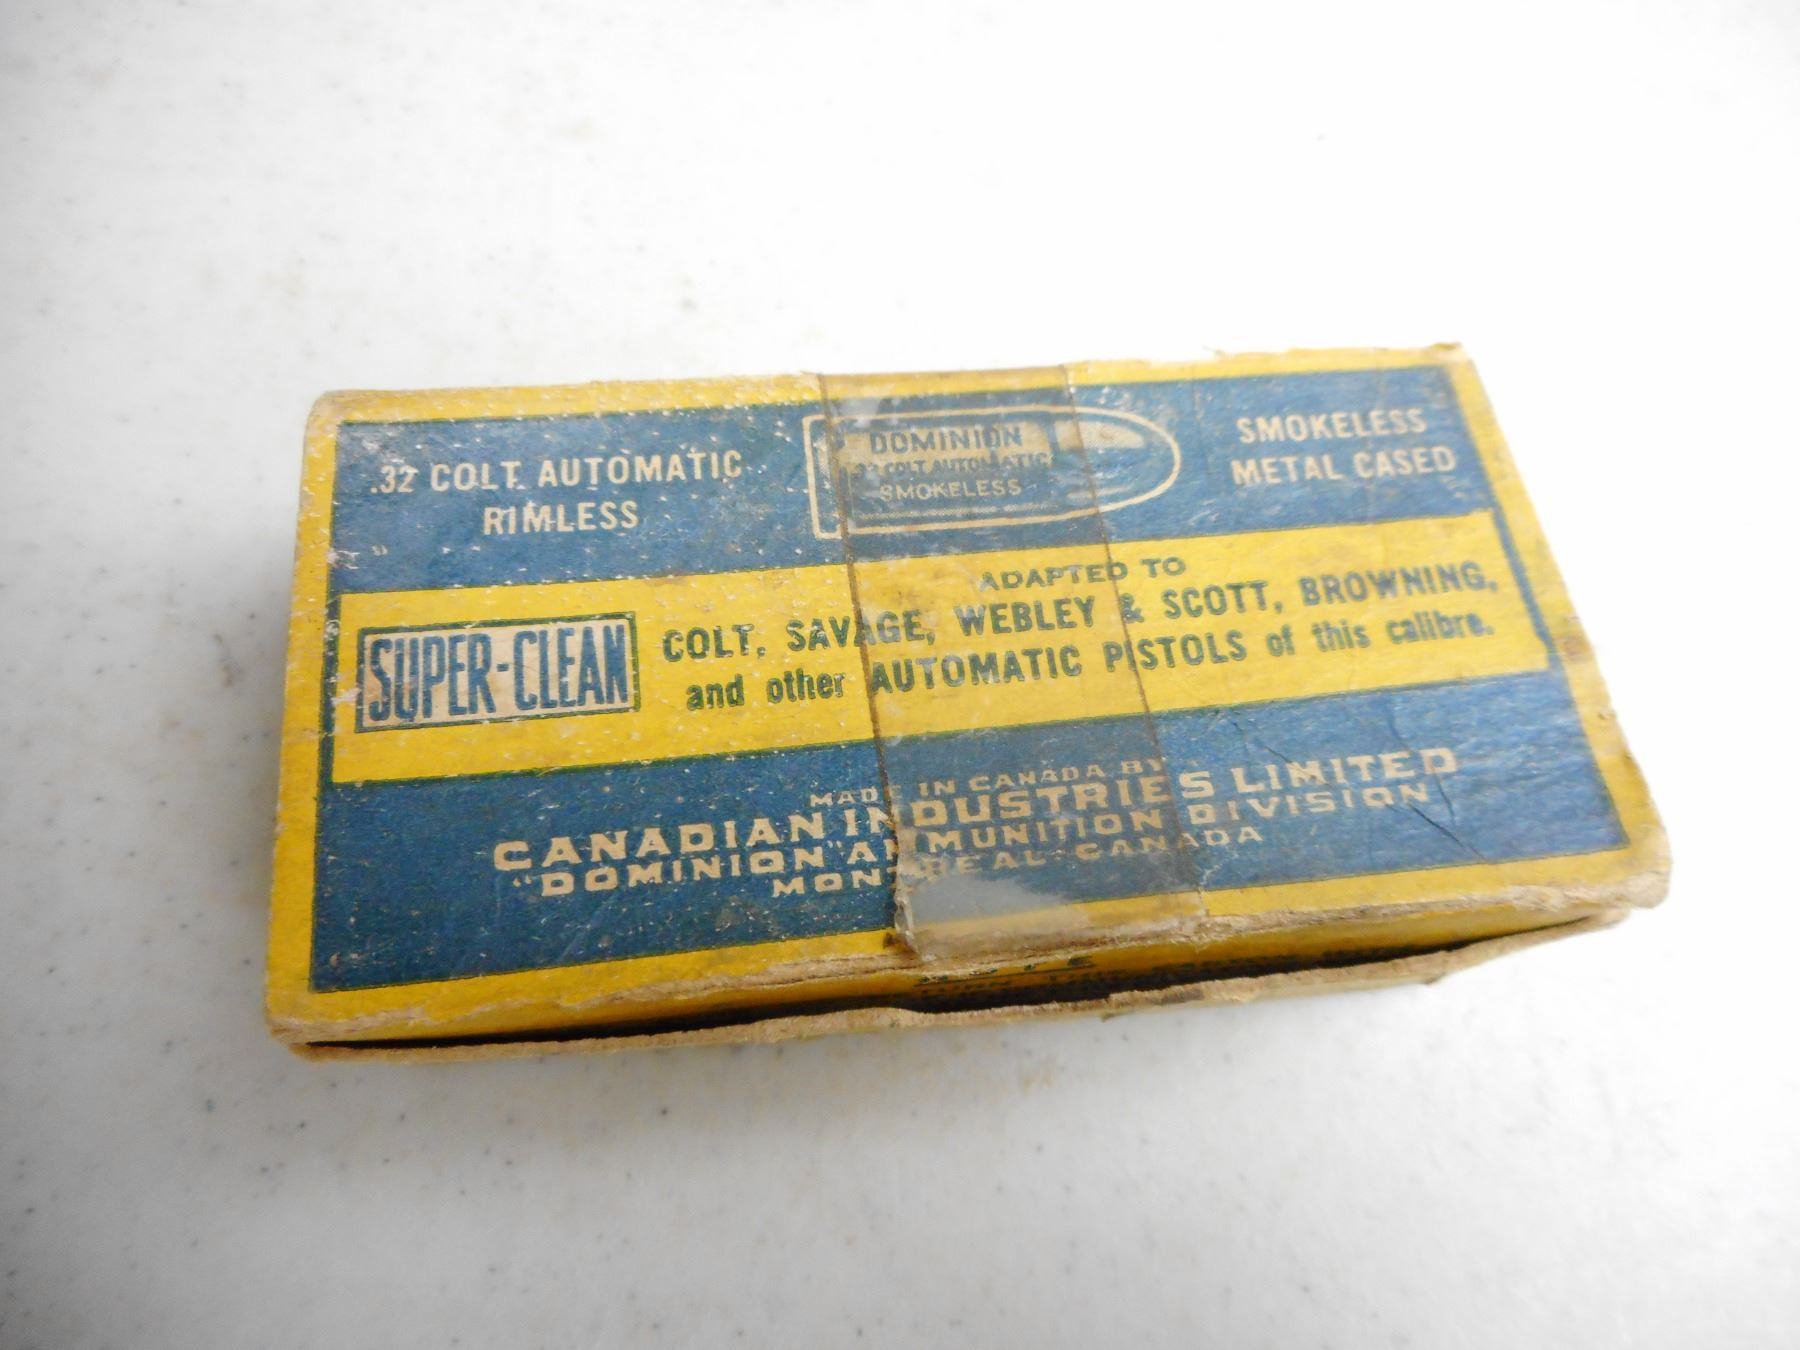 .32 COLT AUTOMATIC
RIMLESS
DOMINION
.32 COLT AUTOMATIC
SMOKELESS
SMOKELESS
METAL CASED
SUPER-CLEAN
ADAPTED TO
COLT, SAVAGE, WEBLEY & SCOTT, BROWNING,
and other AUTOMATIC PISTOLS of this calibre.
MADE IN CANADA BY
CANADIAN INDUSTRIES LIMITED
"DOMINION" AMMUNITION DIVISION
MONTREAL-CANADA